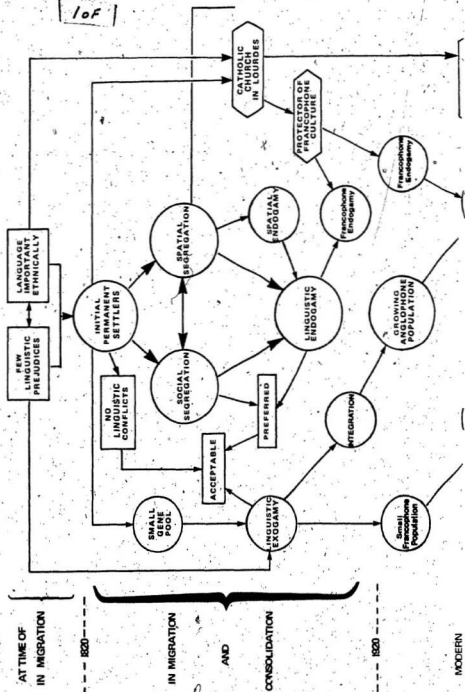 1 OF
LANGUAGE
IMPORTANT
ETHNICALLY
FEW
LINGUISTIC
PREJUDICES
INITIAL
PERMANENT
SETTLERS
NO
LINGUISTIC
CONFLICTS
SMALL
GENE
POOL
SOCIAL
SEGREGATION
SPATIAL
SEGREGATION
CATHOLIC
CHURCH
IN LOURDES
PROTECTOR OF
FRANCOPHONE
CULTURE
ACCEPTABLE
PREFERRED
SPATIALLY
ENDOGAMY
LINGUISTIC
EXOGAMY
LINGUISTIC
ENDOGAMY
Francophone
Endogamy
Francophone
Endogamy
INTEGRATION
GROWING
ANGLOPHONE
POPULATION
Small
Francophone
Population
AT TIME OF
IN MIGRATION
1820
IN MIGRATION
AND
CONSOLIDATION
1920
MODERN